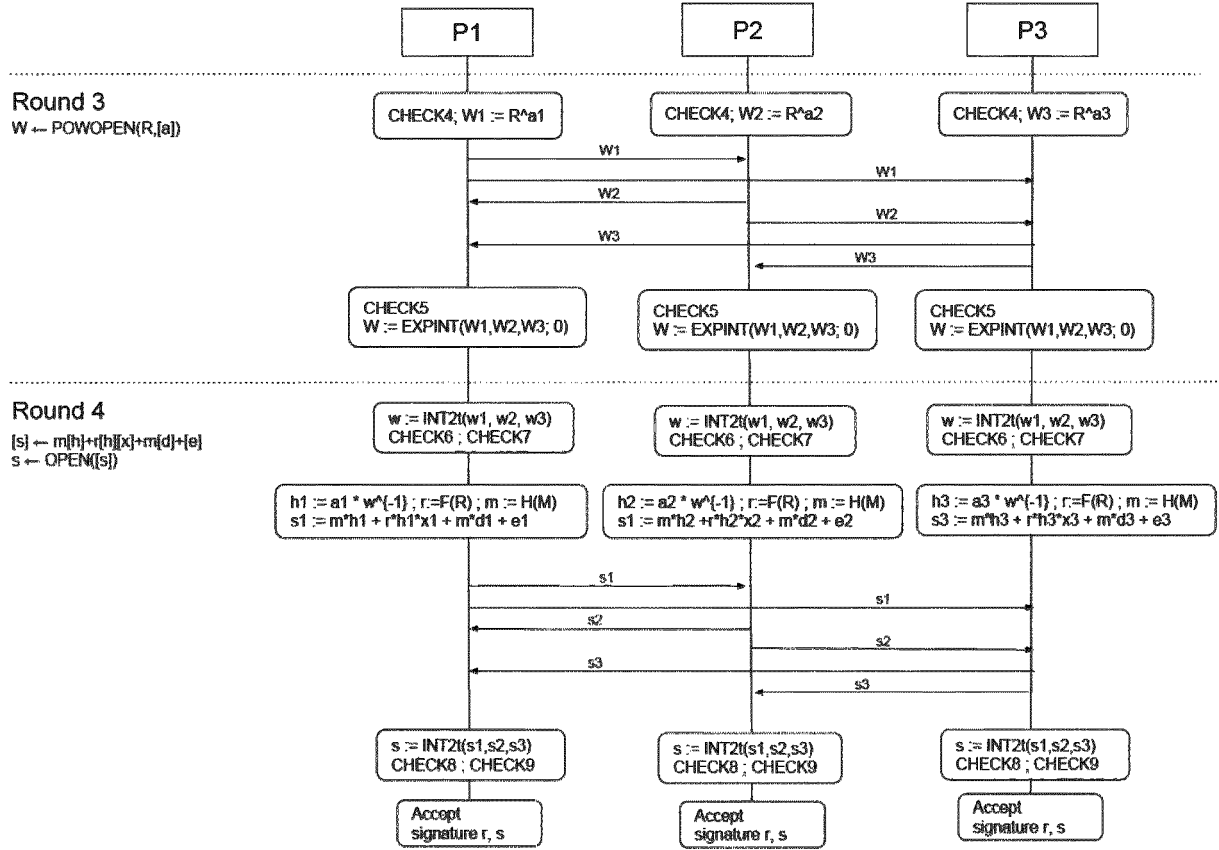 P1
P2
P3
Round 3
W ← POWOPEN(R,[a])
CHECK4; W1 := R^a1
CHECK4; W2 := R^a2
CHECK4; W3 := R^a3
W1
W1
W2
W2
W3
W3
CHECK5
W := EXPINT(W1,W2,W3; 0)
CHECK5
W := EXPINT(W1,W2,W3; 0)
CHECK5
W := EXPINT(W1,W2,W3; 0)
Round 4
[s] ← m[h]+r[h][x]+m[d]+[e]
s ← OPEN([s])
w := INT2t(w1, w2, w3)
CHECK6 ; CHECK7
w := INT2t(w1, w2, w3)
CHECK6 ; CHECK7
w := INT2t(w1, w2, w3)
CHECK6 ; CHECK7
h1 := a1 * w^{-1} ; r:=F(R) ; m := H(M)
s1 := m*h1 + r*h1*x1 + m*d1 + e1
h2 := a2 * w^{-1} ; r:=F(R) ; m := H(M)
s1 := m*h2 +r*h2*x2 + m*d2 + e2
h3 := a3 * w^{-1} ; r:=F(R) ; m := H(M)
s3 := m*h3 + r*h3*x3 + m*d3 + e3
s1
s1
s2
s2
s3
s3
s := INT2t(s1,s2,s3)
CHECK8 ; CHECK9
s := INT2t(s1,s2,s3)
CHECK8 ; CHECK9
s := INT2t(s1,s2,s3)
CHECK8 ; CHECK9
Accept
signature r, s
Accept
signature r, s
Accept
signature r, s